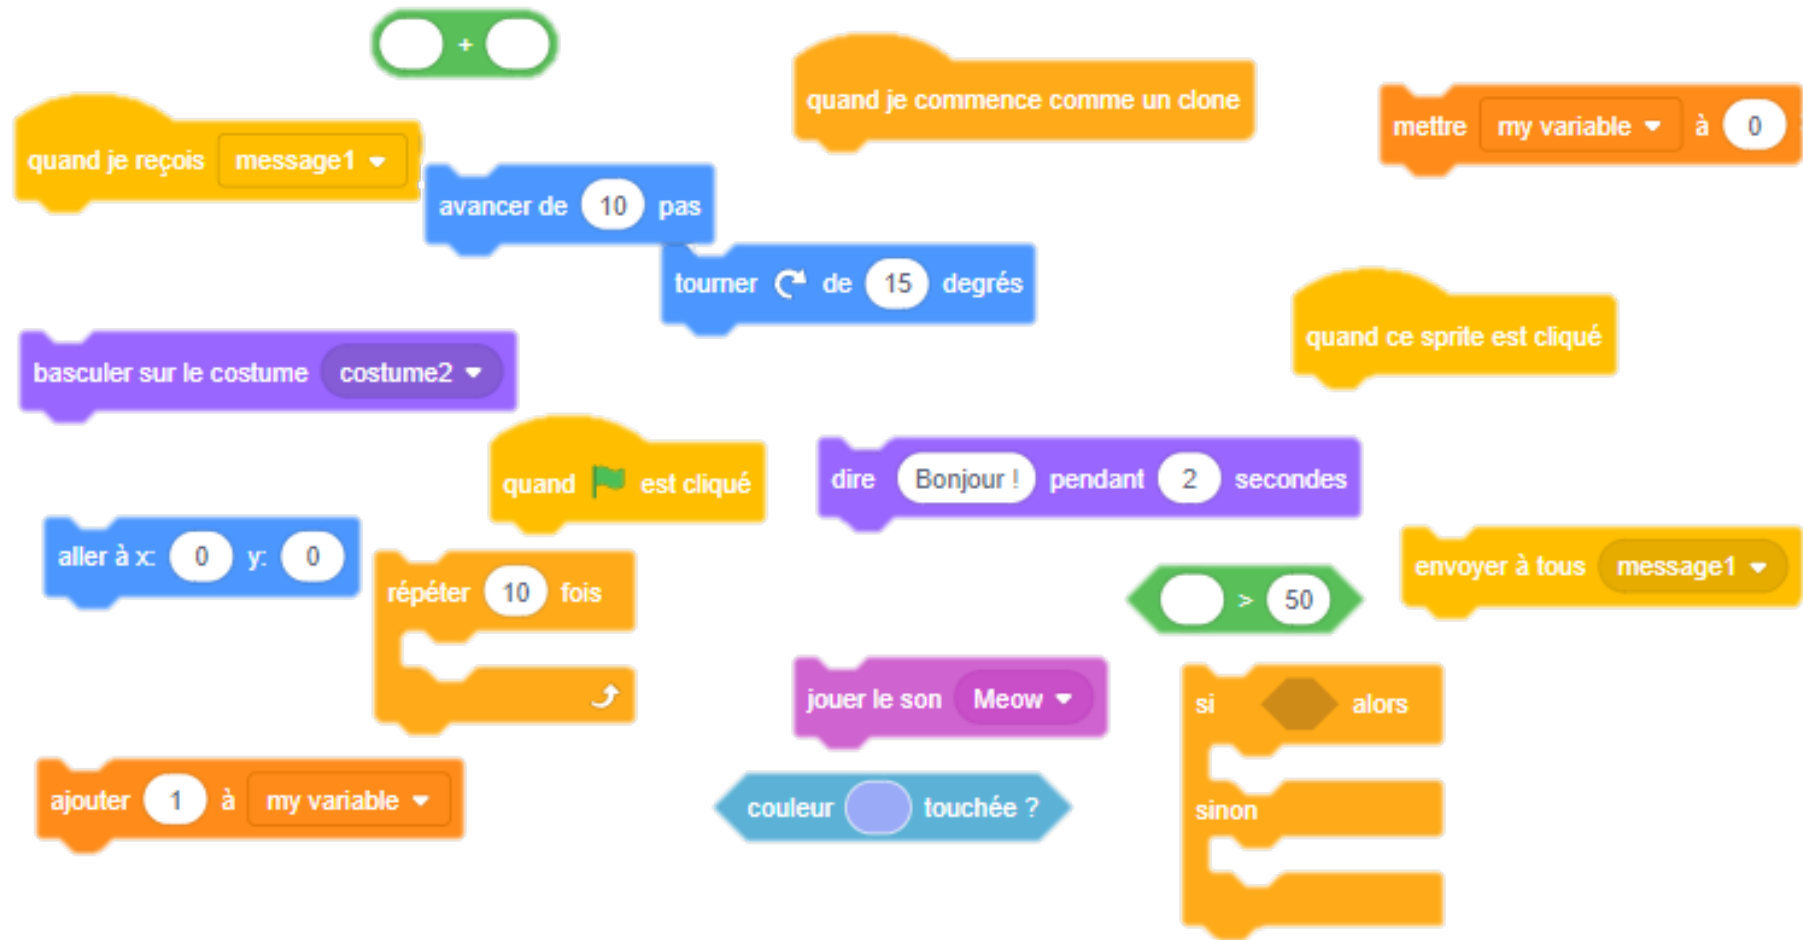 +
quand je commence comme un clone
mettre my variable à 0
quand je reçois message1
avancer de 10 pas
tourner de 15 degrés
quand ce sprite est cliqué
basculer sur le costume costume2
quand est cliqué
dire Bonjour ! pendant 2 secondes
aller à x: 0 y: 0
répéter 10 fois
> 50
envoyer à tous message1
jouer le son Meow
si alors
sinon
ajouter 1 à my variable
couleur touchée ?